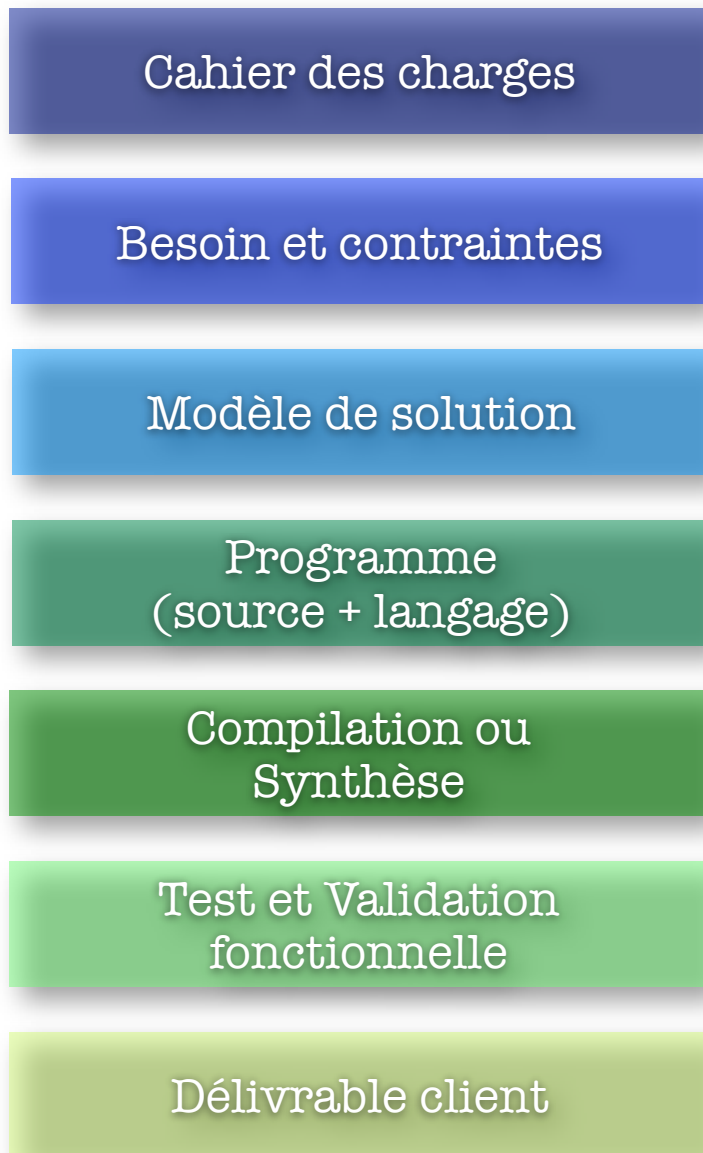 Cahier des charges
Besoin et contraintes
Modèle de solution
Programme
(source + langage)
Compilation ou
Synthèse
Test et Validation
fonctionnelle
Délivrable client